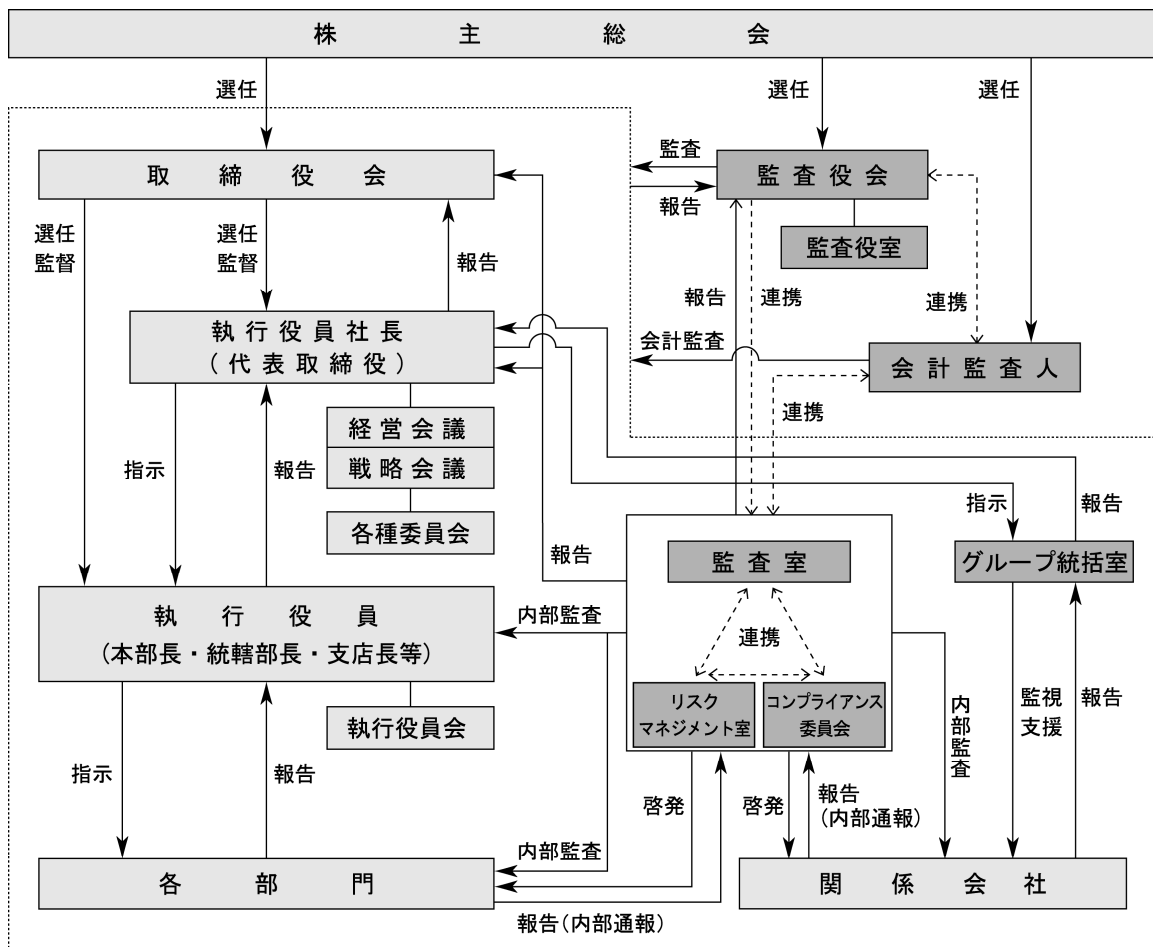 株主総会
選任
選任
選任
取締役会
監査
報告
監査役会
監査役室
選任
監督
選任
監督
報告
報告
連携
連携
執行役員社長
(代表取締役)
会計監査
会計監査人
連携
経営会議
戦略会議
各種委員会
指示
報告
報告
指示
報告
監査室
グループ統括室
連携
リスク
マネジメント室
コンプライアンス
委員会
執行役員
(本部長・統轄部長・支店長等)
執行役員会
内部監査
内部監査
監視
支援
報告
指示
報告
啓発
啓発
報告
(内部通報)
内部監査
各部門
関係会社
報告(内部通報)